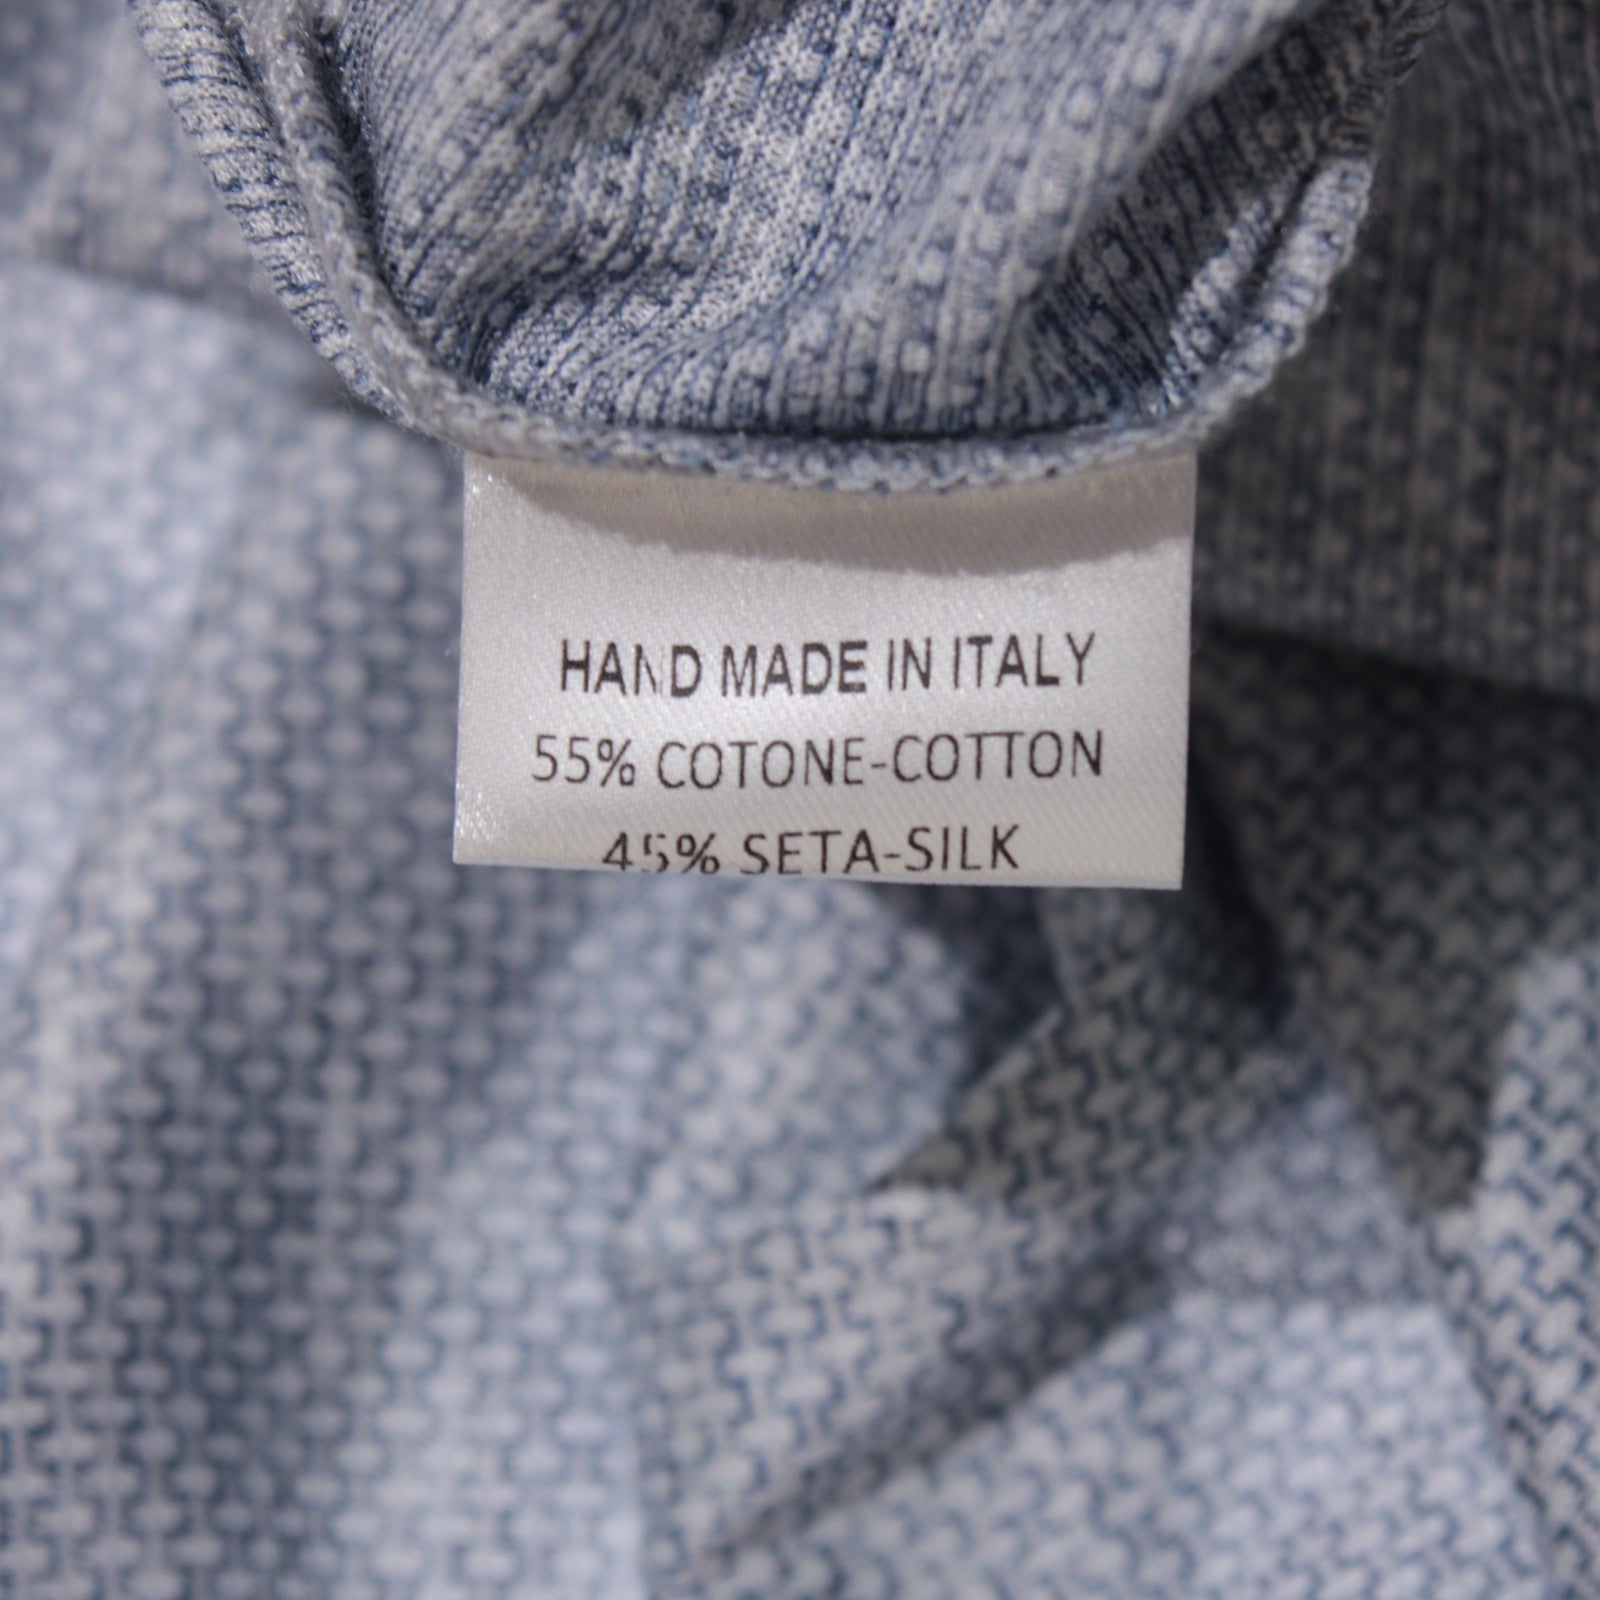 HAND MADE IN ITALY
55% COTONE-COTTON
45% SETA-SILK